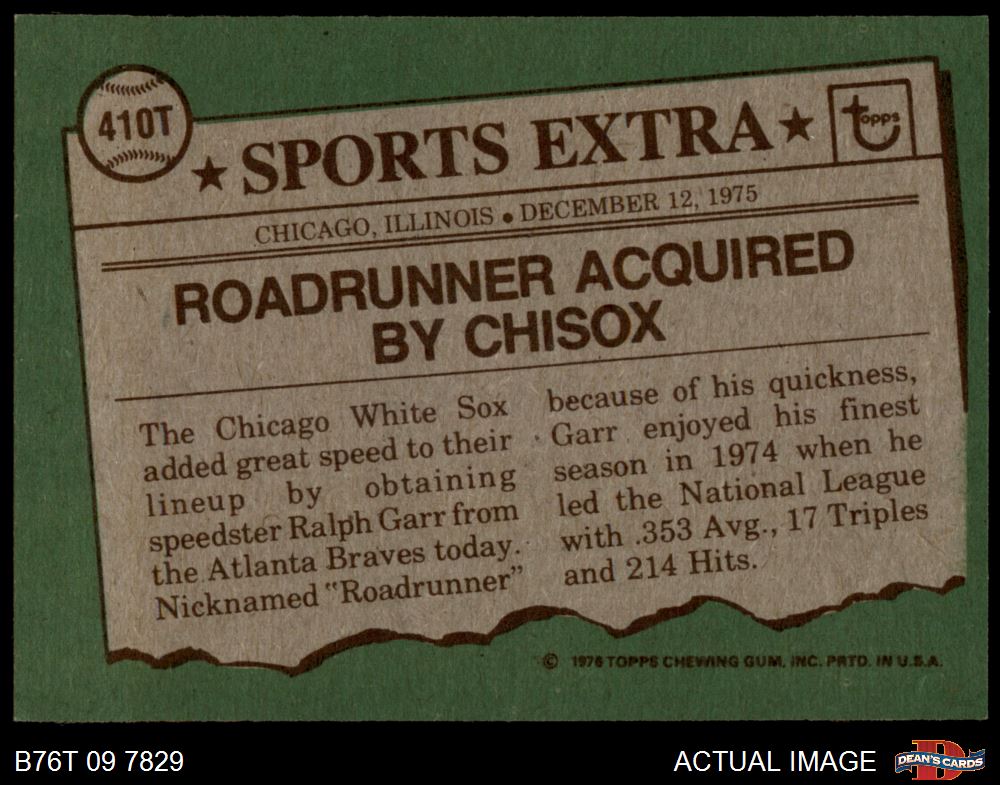 410T
★ SPORTS EXTRA ★
topps
CHICAGO, ILLINOIS • DECEMBER 12, 1975
ROADRUNNER ACQUIRED
BY CHISOX
The Chicago White Sox
added great speed to their
lineup by obtaining
speedster Ralph Garr from
the Atlanta Braves today.
Nicknamed "Roadrunner"
because of his quickness,
Garr enjoyed his finest
season in 1974 when he
led the National League
with .353 Avg., 17 Triples
and 214 Hits.
© 1976 TOPPS CHEWING GUM, INC. PRTD. IN U.S.A.
B76T 09 7829
ACTUAL IMAGE
D
DEAN'S CARDS